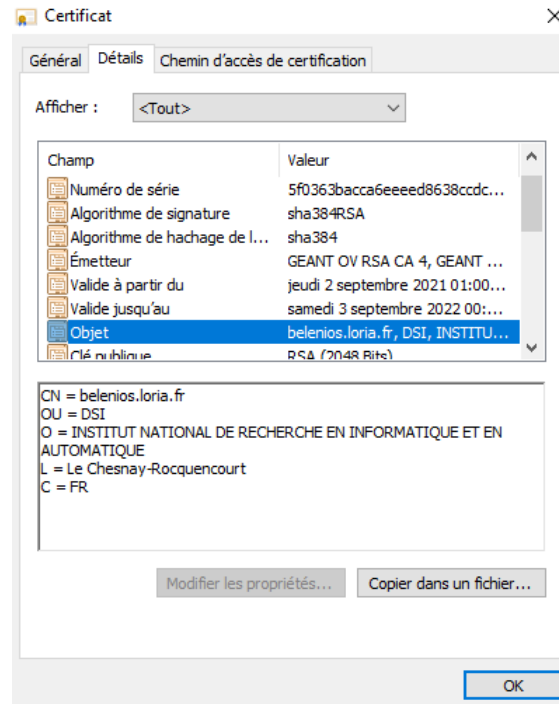 Certificat
Général Détails Chemin d'accès de certification
Afficher : <Tout>
Champ Valeur
Numéro de série 5f0363bacca6eeeed8638ccdc...
Algorithme de signature sha384RSA
Algorithme de hachage de l... sha384
Émetteur GEANT OV RSA CA 4, GEANT ...
Valide à partir du jeudi 2 septembre 2021 01:00...
Valide jusqu'au samedi 3 septembre 2022 00:...
Objet belenios.loria.fr, DSI, INSTITU...
Clé publique RSA (2048 Bits)
CN = belenios.loria.fr
OU = DSI
O = INSTITUT NATIONAL DE RECHERCHE EN INFORMATIQUE ET EN
AUTOMATIQUE
L = Le Chesnay-Rocquencourt
C = FR
Modifier les propriétés... Copier dans un fichier...
OK